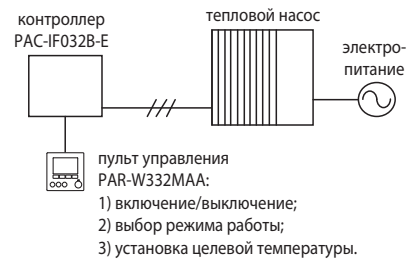 контроллер
PAC-IF032B-E
тепловой насос
электро-
питание
пульт управления
PAR-W332MAA:
1) включение/выключение;
2) выбор режима работы;
3) установка целевой температуры.